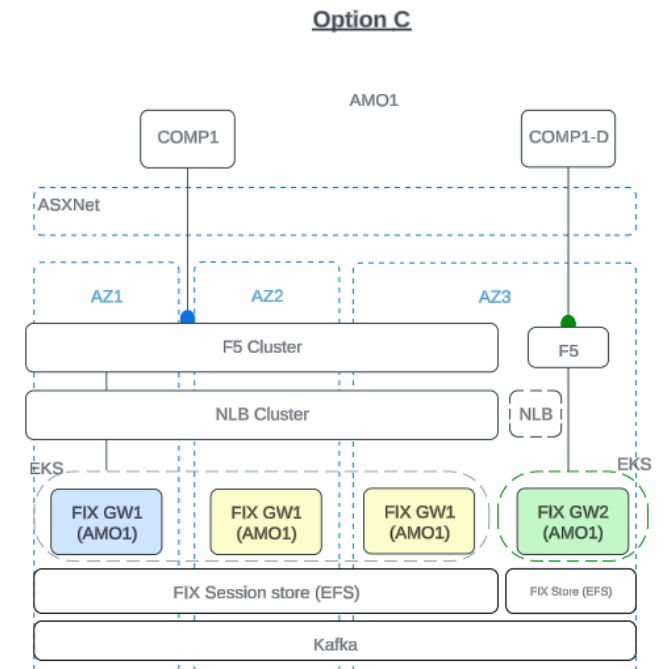 Option C
AMO1
COMP1
COMP1-D
ASXNet
AZ1
AZ2
AZ3
F5 Cluster
F5
NLB Cluster
NLB
EKS
EKS
FIX GW1
(AMO1)
FIX GW1
(AMO1)
FIX GW1
(AMO1)
FIX GW2
(AMO1)
FIX Session store (EFS)
FIX Store (EFS)
Kafka